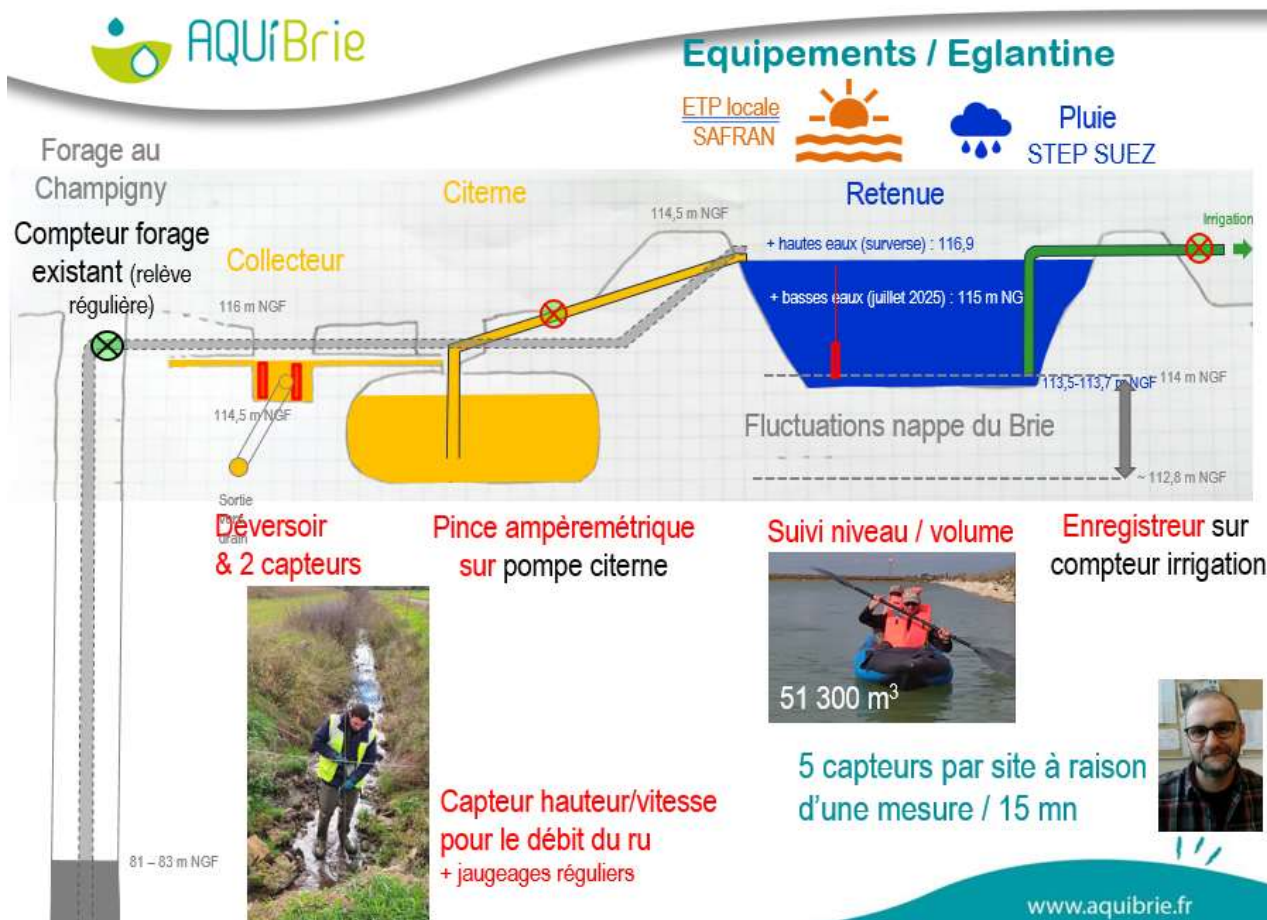 AQUiBrie
Equipements / Eglantine
ETP locale
SAFRAN
Pluie
STEP SUEZ
Forage au
Champigny
Compteur forage
existant (relève
régulière)
Collecteur
Citerne
Retenue
114,5 m NGF
+ hautes eaux (surverse) : 116,9
Irrigation
116 m NGF
+ basses eaux (juillet 2025) : 115 m NG
114,5 m NGF
113,5-113,7 m NGF
~ 114 m NGF
Fluctuations nappe du Brie
~ 112,8 m NGF
Sortie
vers
drain
Déversoir
& 2 capteurs
Pince ampèremétrique
sur pompe citerne
Suivi niveau / volume
Enregistreur sur
compteur irrigation
51 300 m³
5 capteurs par site à raison
d'une mesure / 15 mn
Capteur hauteur/vitesse
pour le débit du ru
+ jaugeages réguliers
81 – 83 m NGF
www.aquibrie.fr